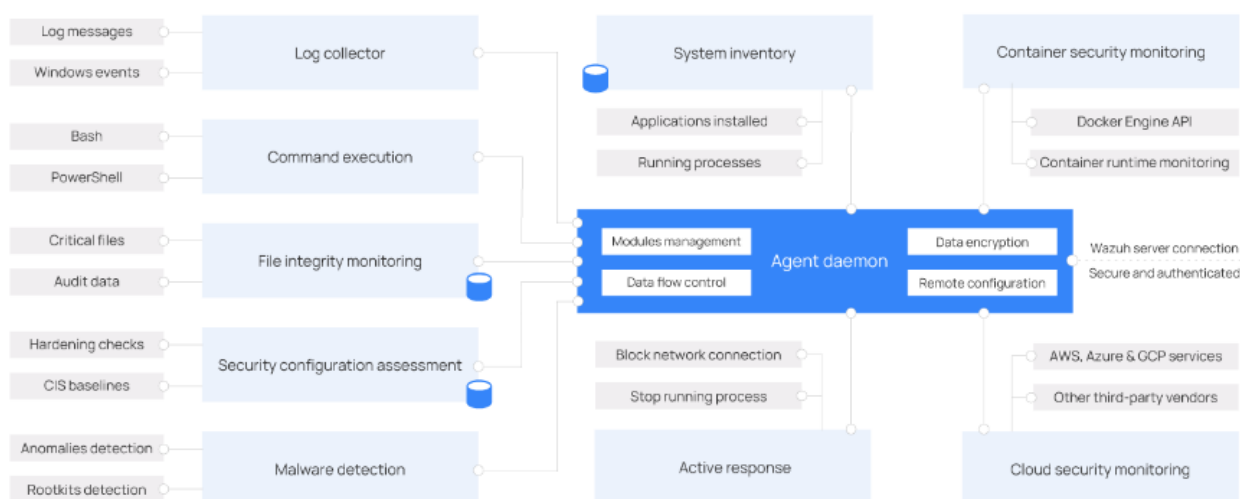 Log messages
Windows events
Log collector
Bash
PowerShell
Command execution
Critical files
Audit data
File integrity monitoring
Hardening checks
CIS baselines
Security configuration assessment
Anomalies detection
Rootkits detection
Malware detection
System inventory
Applications installed
Running processes
Container security monitoring
Docker Engine API
Container runtime monitoring
Modules management
Data flow control
Agent daemon
Data encryption
Remote configuration
Wazuh server connection
Secure and authenticated
Block network connection
Stop running process
Active response
AWS, Azure & GCP services
Other third-party vendors
Cloud security monitoring